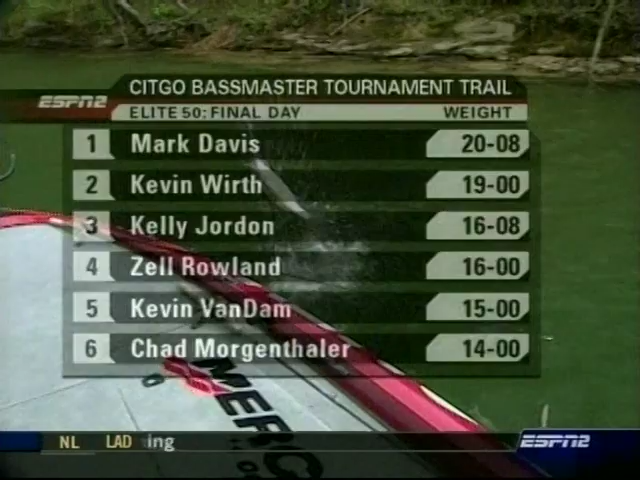 CITGO BASSMASTER TOURNAMENT TRAIL
ESPN2
ELITE 50: FINAL DAY WEIGHT
1 Mark Davis 20-08
2 Kevin Wirth 19-00
3 Kelly Jordon 16-08
4 Zell Rowland 16-00
5 Kevin VanDam 15-00
6 Chad Morgenthaler 14-00
MERC
NL LAD ing ESPN2